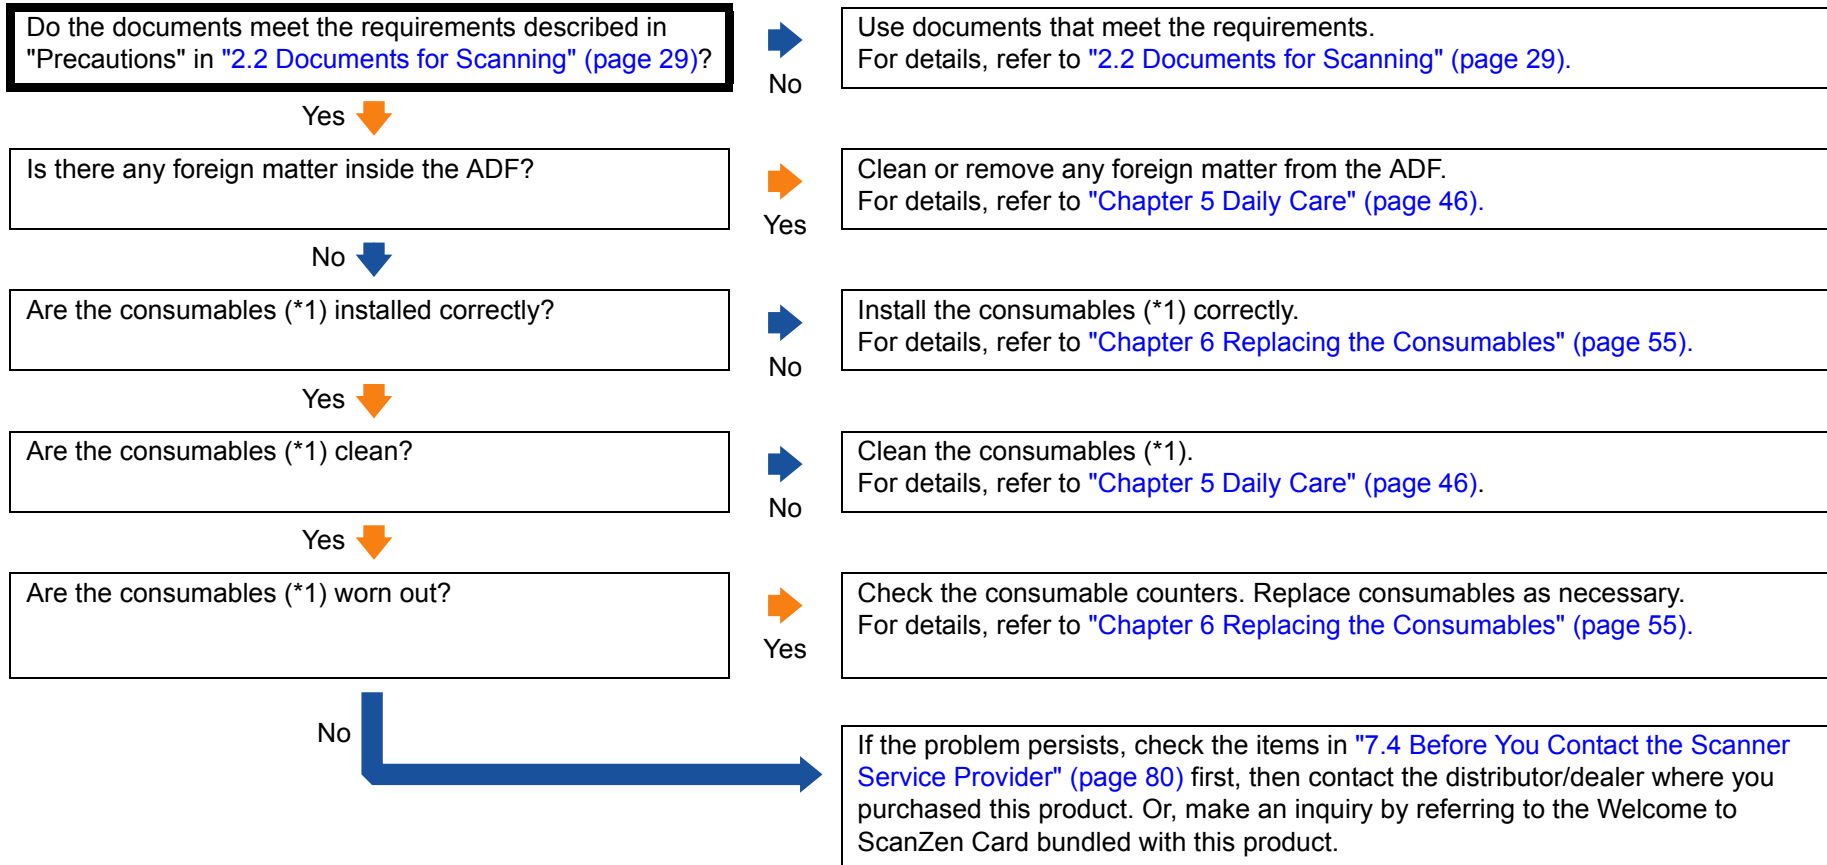 Do the documents meet the requirements described in
"Precautions" in "2.2 Documents for Scanning" (page 29)?
No
Use documents that meet the requirements.
For details, refer to "2.2 Documents for Scanning" (page 29).
Yes
Is there any foreign matter inside the ADF?
Yes
Clean or remove any foreign matter from the ADF.
For details, refer to "Chapter 5 Daily Care" (page 46).
No
Are the consumables (*1) installed correctly?
No
Install the consumables (*1) correctly.
For details, refer to "Chapter 6 Replacing the Consumables" (page 55).
Yes
Are the consumables (*1) clean?
No
Clean the consumables (*1).
For details, refer to "Chapter 5 Daily Care" (page 46).
Yes
Are the consumables (*1) worn out?
Yes
Check the consumable counters. Replace consumables as necessary.
For details, refer to "Chapter 6 Replacing the Consumables" (page 55).
No
If the problem persists, check the items in "7.4 Before You Contact the Scanner
Service Provider" (page 80) first, then contact the distributor/dealer where you
purchased this product. Or, make an inquiry by referring to the Welcome to
ScanZen Card bundled with this product.